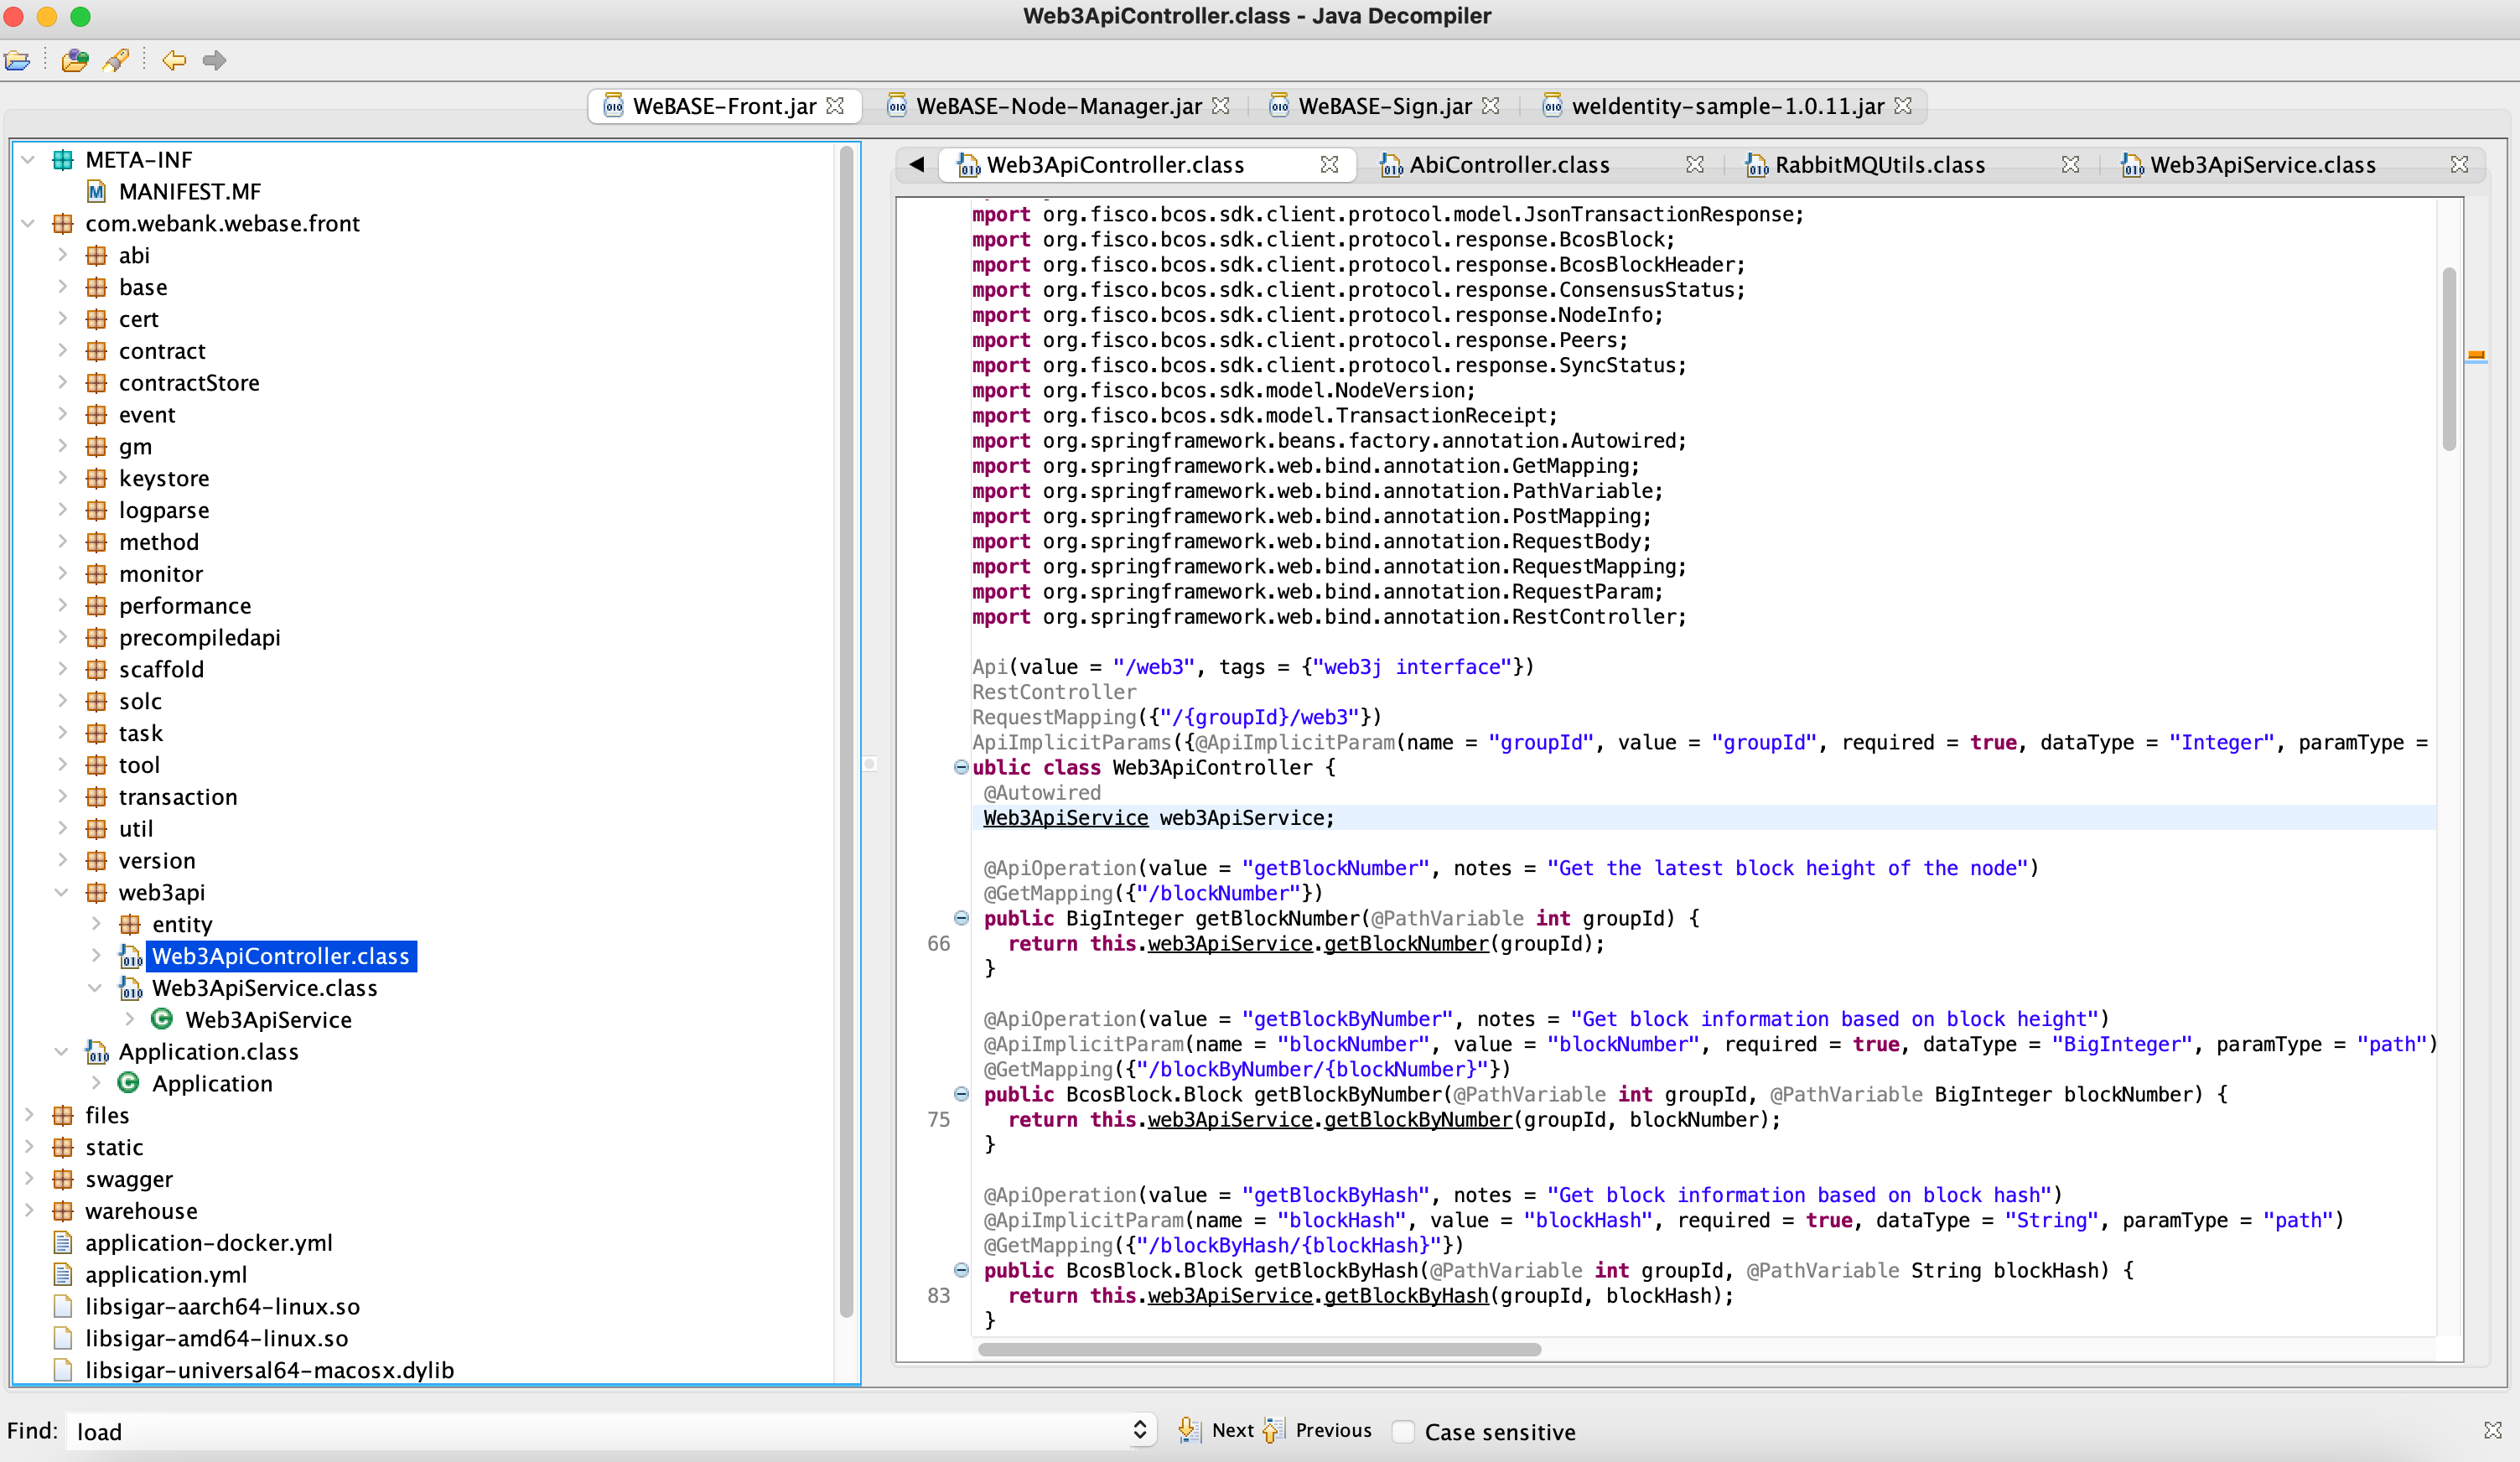 Web3ApiController.class - Java Decompiler
WeBASE-Front.jar
WeBASE-Node-Manager.jar
WeBASE-Sign.jar
weIdentity-sample-1.0.11.jar
META-INF
MANIFEST.MF
com.webank.webase.front
abi
base
cert
contract
contractStore
event
gm
keystore
logparse
method
monitor
performance
precompiledapi
scaffold
solc
task
tool
transaction
util
version
web3api
entity
Web3ApiController.class
Web3ApiService.class
Web3ApiService
Application.class
Application
files
static
swagger
warehouse
application-docker.yml
application.yml
libsigar-aarch64-linux.so
libsigar-amd64-linux.so
libsigar-universal64-macosx.dylib
Web3ApiController.class
AbiController.class
RabbitMQUtils.class
Web3ApiService.class
mport org.fisco.bcos.sdk.client.protocol.model.JsonTransactionResponse;
mport org.fisco.bcos.sdk.client.protocol.response.BcosBlock;
mport org.fisco.bcos.sdk.client.protocol.response.BcosBlockHeader;
mport org.fisco.bcos.sdk.client.protocol.response.ConsensusStatus;
mport org.fisco.bcos.sdk.client.protocol.response.NodeInfo;
mport org.fisco.bcos.sdk.client.protocol.response.Peers;
mport org.fisco.bcos.sdk.client.protocol.response.SyncStatus;
mport org.fisco.bcos.sdk.model.NodeVersion;
mport org.fisco.bcos.sdk.model.TransactionReceipt;
mport org.springframework.beans.factory.annotation.Autowired;
mport org.springframework.web.bind.annotation.GetMapping;
mport org.springframework.web.bind.annotation.PathVariable;
mport org.springframework.web.bind.annotation.PostMapping;
mport org.springframework.web.bind.annotation.RequestBody;
mport org.springframework.web.bind.annotation.RequestMapping;
mport org.springframework.web.bind.annotation.RequestParam;
mport org.springframework.web.bind.annotation.RestController;
Api(value = "/web3", tags = {"web3j interface"})
RestController
RequestMapping({"/{groupId}/web3"})
ApiImplicitParams({@ApiImplicitParam(name = "groupId", value = "groupId", required = true, dataType = "Integer", paramType =
ublic class Web3ApiController {
@Autowired
Web3ApiService web3ApiService;
@ApiOperation(value = "getBlockNumber", notes = "Get the latest block height of the node")
@GetMapping({"/blockNumber"})
public BigInteger getBlockNumber(@PathVariable int groupId) {
66 return this.web3ApiService.getBlockNumber(groupId);
}
@ApiOperation(value = "getBlockByNumber", notes = "Get block information based on block height")
@ApiImplicitParam(name = "blockNumber", value = "blockNumber", required = true, dataType = "BigInteger", paramType = "path")
@GetMapping({"/blockByNumber/{blockNumber}"})
public BcosBlock.Block getBlockByNumber(@PathVariable int groupId, @PathVariable BigInteger blockNumber) {
75 return this.web3ApiService.getBlockByNumber(groupId, blockNumber);
}
@ApiOperation(value = "getBlockByHash", notes = "Get block information based on block hash")
@ApiImplicitParam(name = "blockHash", value = "blockHash", required = true, dataType = "String", paramType = "path")
@GetMapping({"/blockByHash/{blockHash}"})
public BcosBlock.Block getBlockByHash(@PathVariable int groupId, @PathVariable String blockHash) {
83 return this.web3ApiService.getBlockByHash(groupId, blockHash);
}
Find: load
Next
Previous
Case sensitive